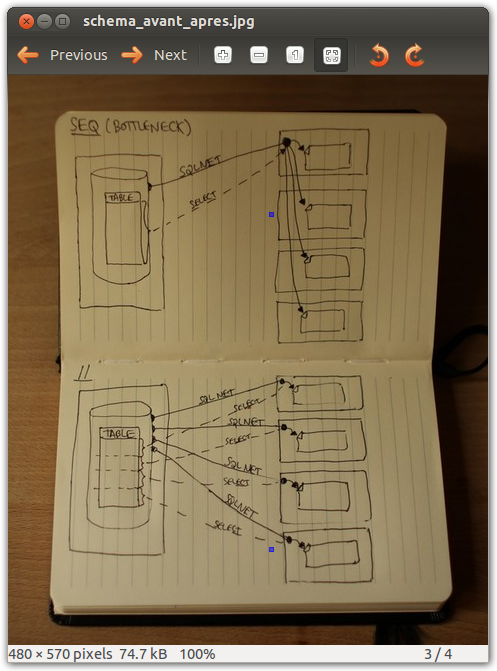 schema_avant_apres.jpg
Previous Next
480 × 570 pixels 74.7 kB 100% 3 / 4
SEQ (BOTTLENECK)
SQLNET
SELECT
TABLE
//
SQLNET
SELECT
SQLNET
SELECT
TABLE
SQLNET
SELECT
SQLNET
SELECT